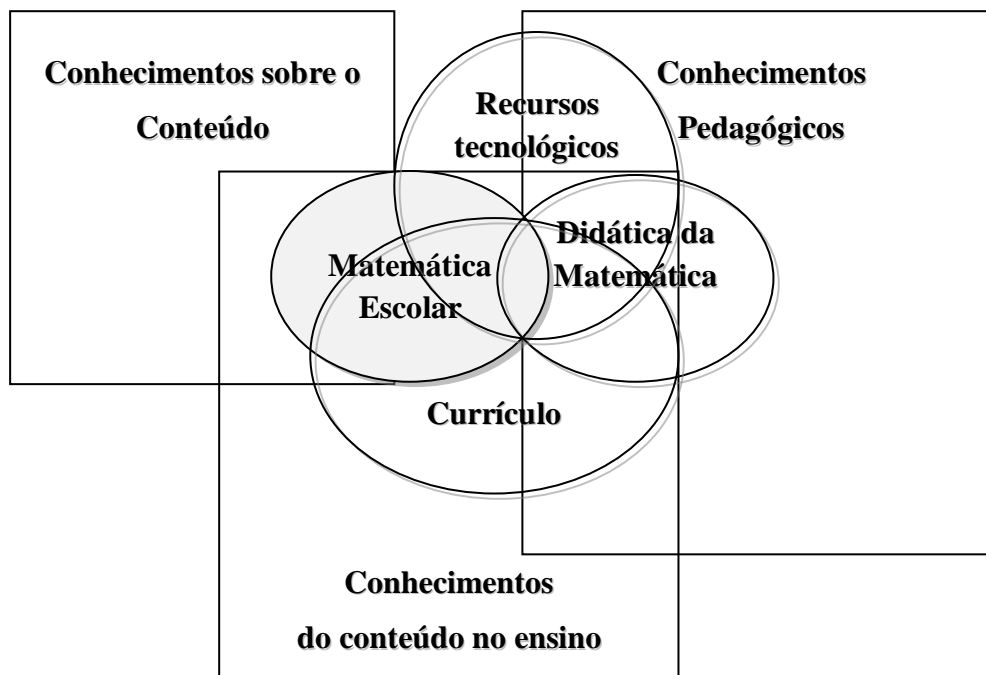 Conhecimentos sobre o
Conteúdo
Recursos
tecnológicos
Conhecimentos
Pedagógicos
Matemática
Escolar
Didática da
Matemática
Currículo
Conhecimentos
do conteúdo no ensino